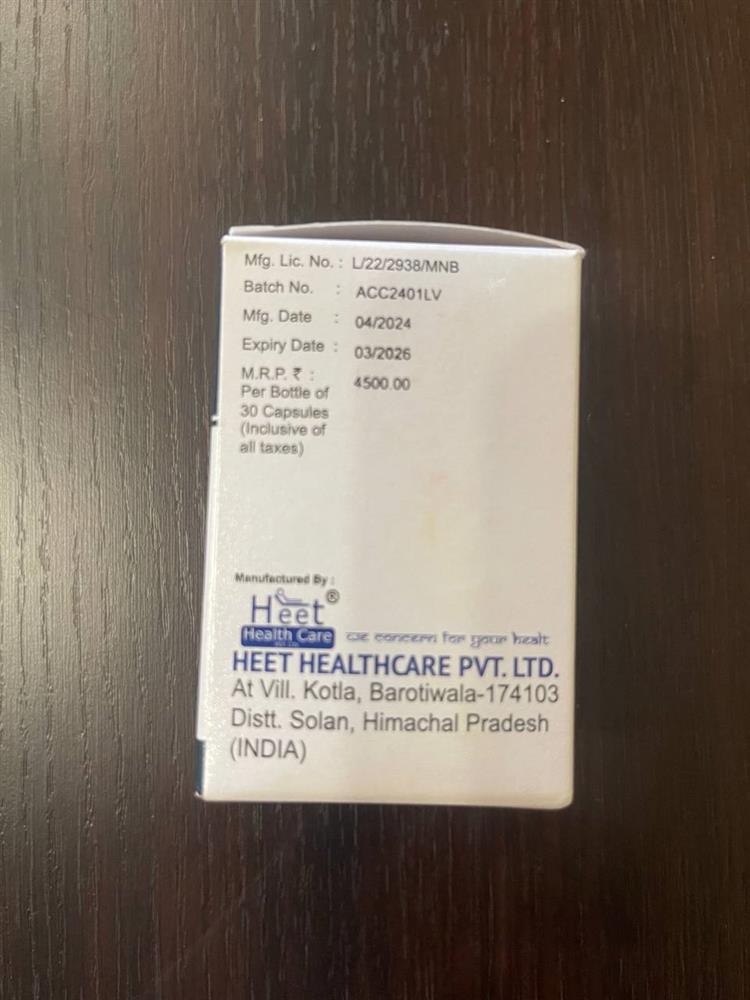 Mfg. Lic. No. : L/22/2938/MNB
Batch No. : ACC2401LV
Mfg. Date : 04/2024
Expiry Date : 03/2026
M.R.P. ₹ : 4500.00
Per Bottle of
30 Capsules
(Inclusive of
all taxes)
Manufactured By :
Heet ®
Health Care
PVT. LTD.
we concern for your healt
HEET HEALTHCARE PVT. LTD.
At Vill. Kotla, Barotiwala-174103
Distt. Solan, Himachal Pradesh
(INDIA)